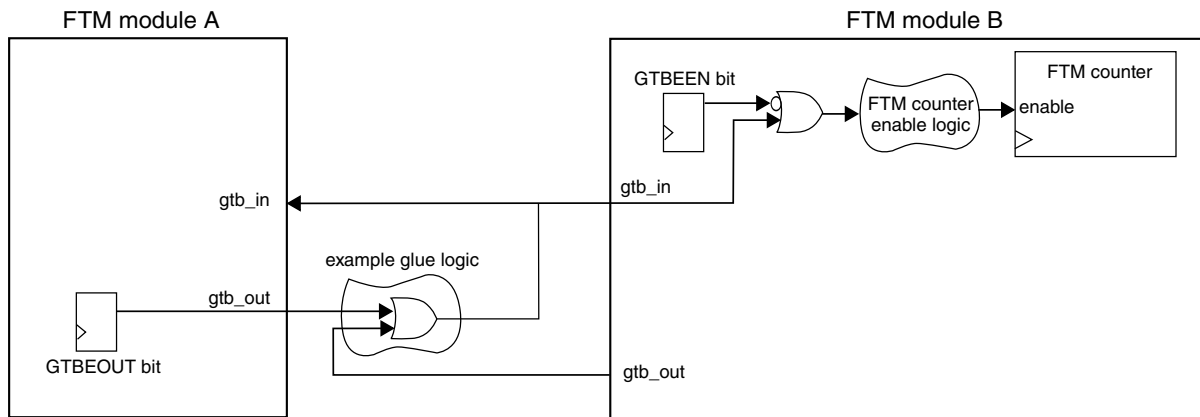 FTM module A
FTM module B
GTBEEN bit
FTM counter
enable logic
FTM counter
enable
gtb_in
gtb_in
example glue logic
gtb_out
GTBEOUT bit
gtb_out